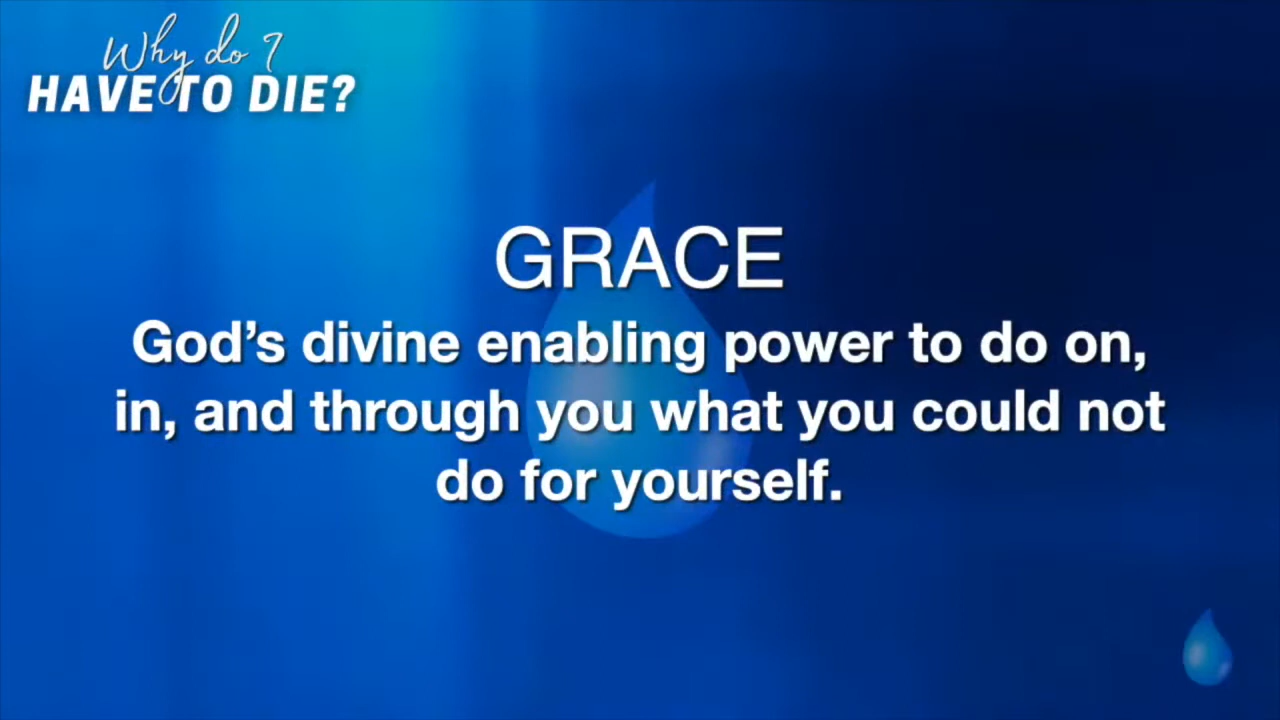 Why do I
HAVE TO DIE?
GRACE
God’s divine enabling power to do on,
in, and through you what you could not
do for yourself.